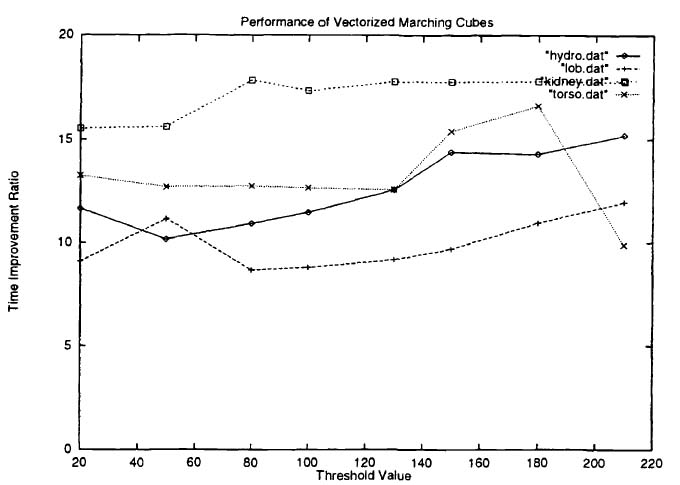 Performance of Vectorized Marching Cubes
20
15
10
5
0
Time Improvement Ratio
"hydro.dat"
"lob.dat"
"kidney.dat"
"torso.dat"
20 40 60 80 100 120 140 160 180 200 220
Threshold Value